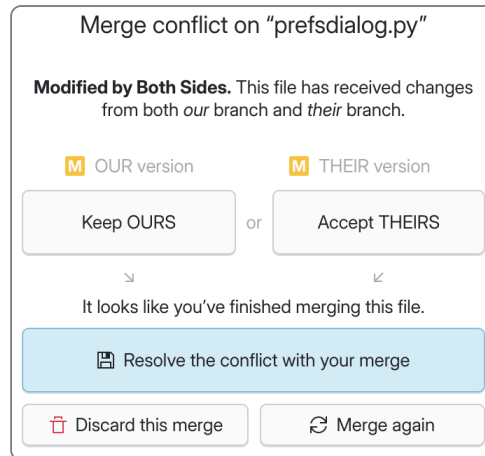 Merge conflict on “prefsdialog.py”
Modified by Both Sides. This file has received changes
from both our branch and their branch.
M OUR version
M THEIR version
Keep OURS or Accept THEIRS
It looks like you’ve finished merging this file.
Resolve the conflict with your merge
Discard this merge
Merge again